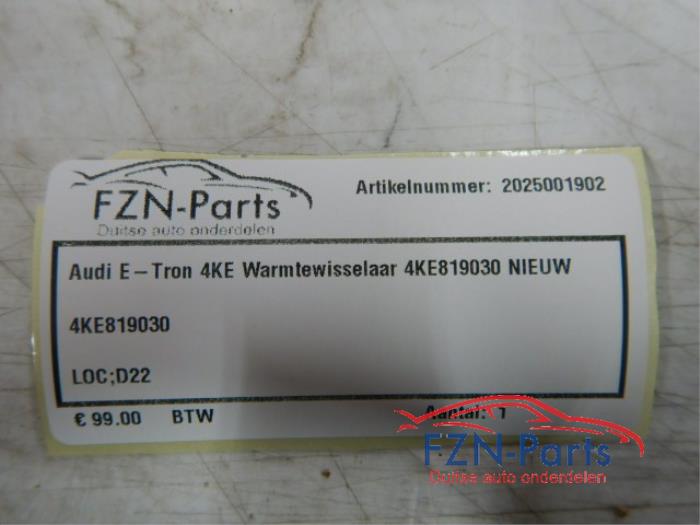 FZN-Parts
Duitse auto onderdelen
Artikelnummer: 2025001902
Audi E-Tron 4KE Warmtewisselaar 4KE819030 NIEUW
4KE819030
LOC;D22
€ 99.00 BTW Aantal: 1
FZN-Parts
Duitse auto onderdelen